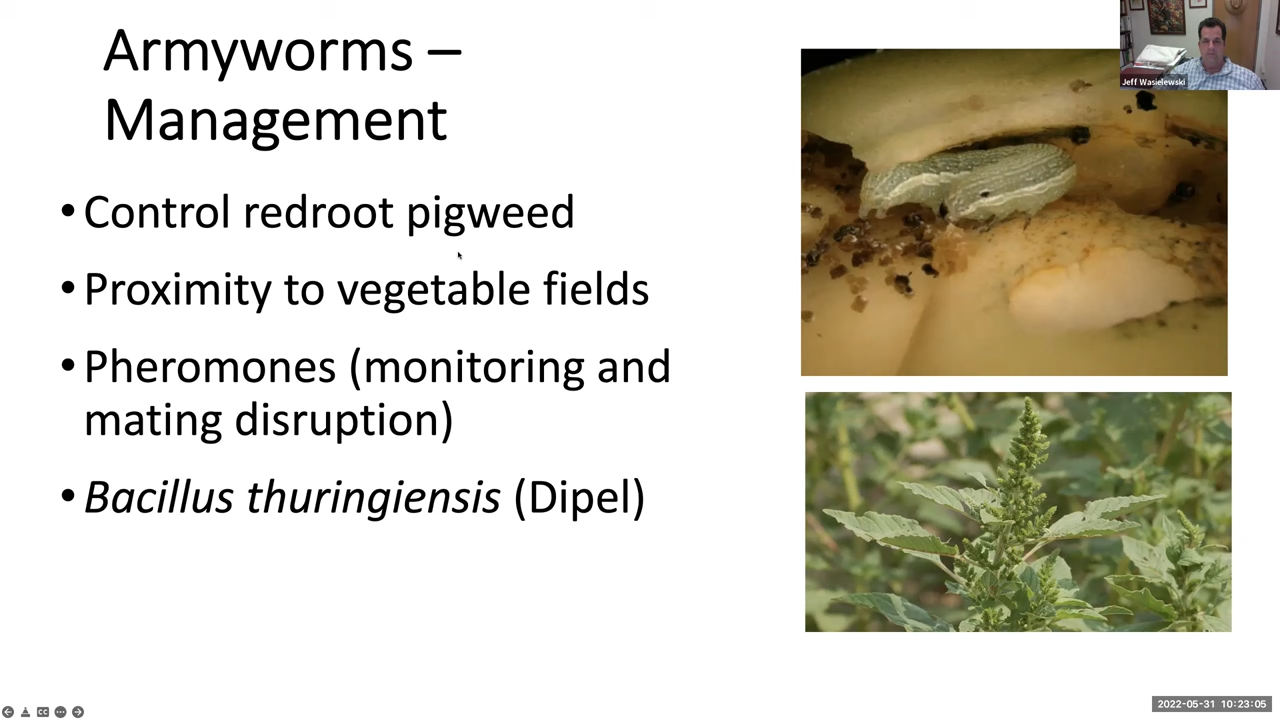 Armyworms –
Management
• Control redroot pigweed
• Proximity to vegetable fields
• Pheromones (monitoring and
mating disruption)
• Bacillus thuringiensis (Dipel)
Jeff Wasielewski
CC
2022-05-31 10:23:05